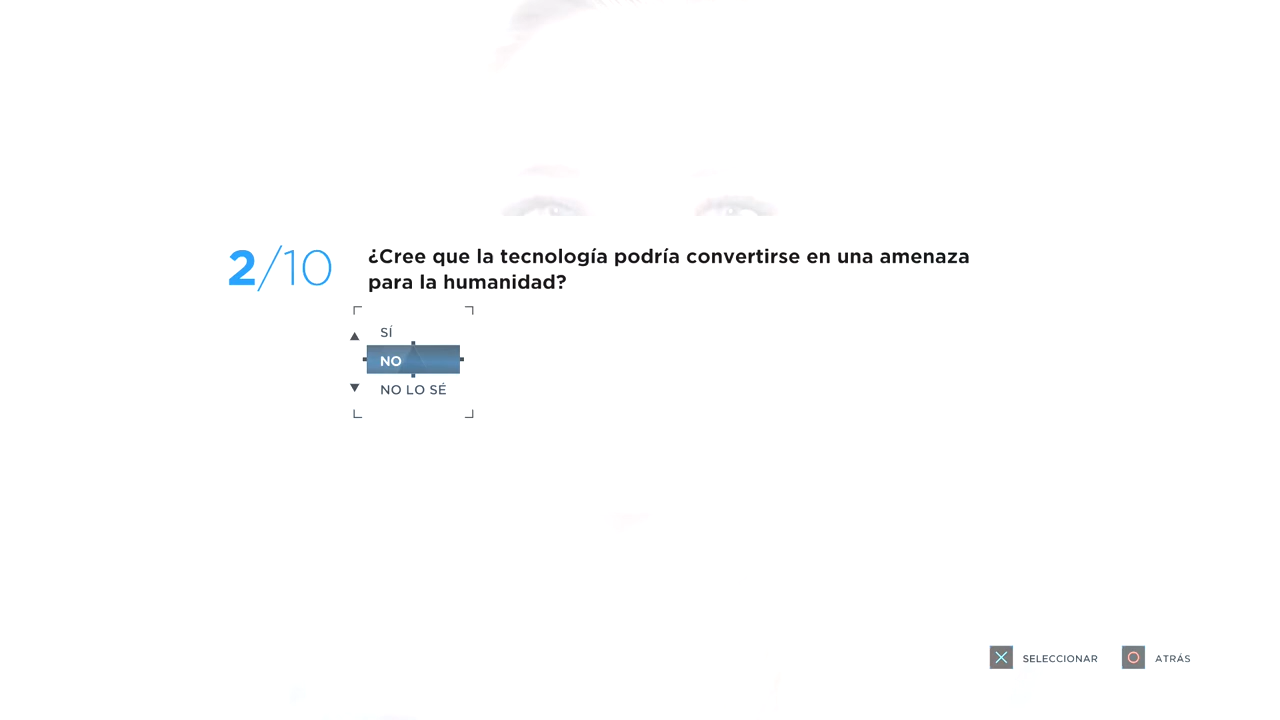 2/10
¿Cree que la tecnología podría convertirse en una amenaza
para la humanidad?
SÍ
NO
NO LO SÉ
SELECCIONAR
ATRÁS